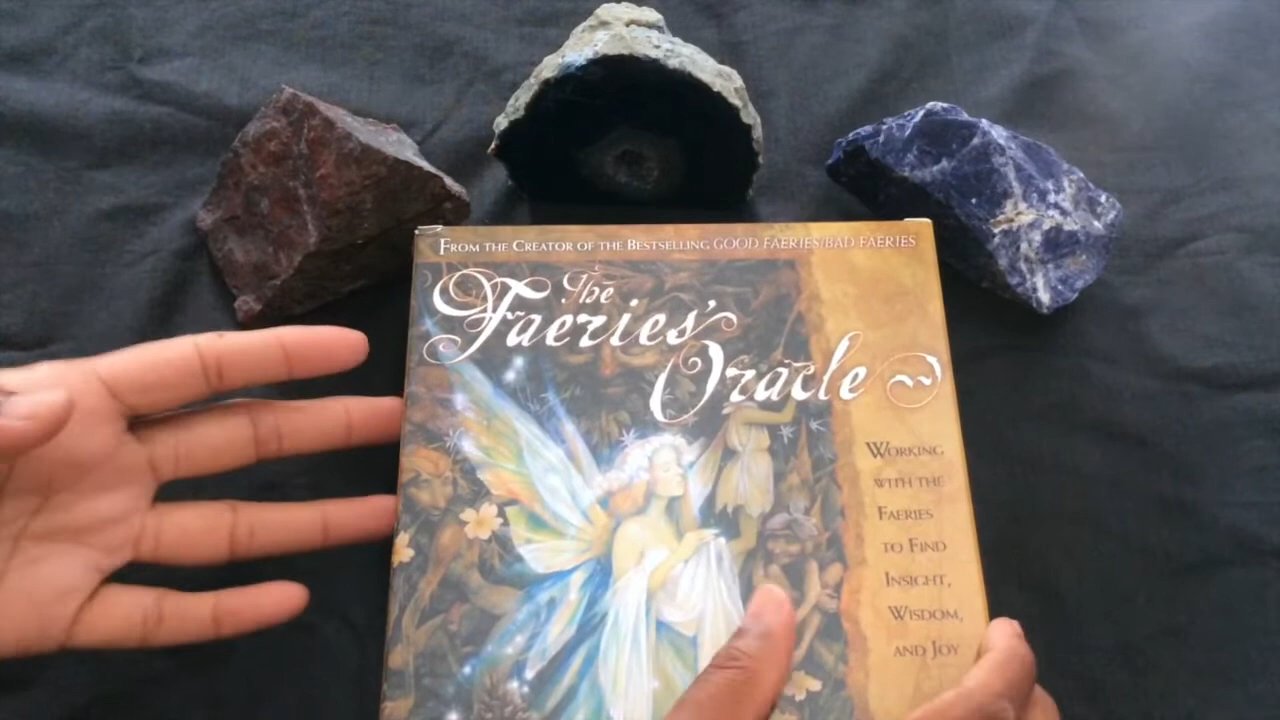 FROM THE CREATOR OF THE BESTSELLING GOOD FAERIES/BAD FAERIES
The
Faeries'
Oracle
WORKING
WITH THE
FAERIES
TO FIND
INSIGHT,
WISDOM,
AND JOY